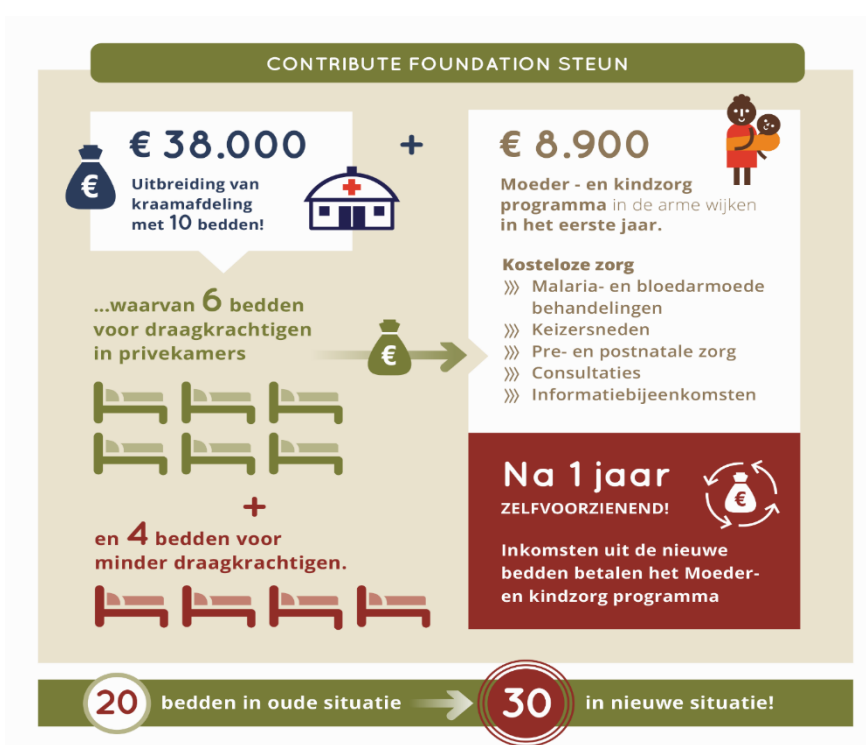 CONTRIBUTE FOUNDATION STEUN
€ 38.000
€
Uitbreiding van
kraamafdeling
met 10 bedden!
+
€ 8.900
Moeder - en kindzorg
programma in de arme wijken
in het eerste jaar.
Kosteloze zorg
Malaria- en bloedarmoede
behandelingen
Keizersneden
Pre- en postnatale zorg
Consultaties
Informatiebijeenkomsten
...waarvan 6 bedden
voor draagkrachtigen
in privekamers
€
+
en 4 bedden voor
minder draagkrachtigen.
Na 1 jaar
ZELFVOORZIENEND!
€
Inkomsten uit de nieuwe
bedden betalen het Moeder-
en kindzorg programma
20 bedden in oude situatie 30 in nieuwe situatie!